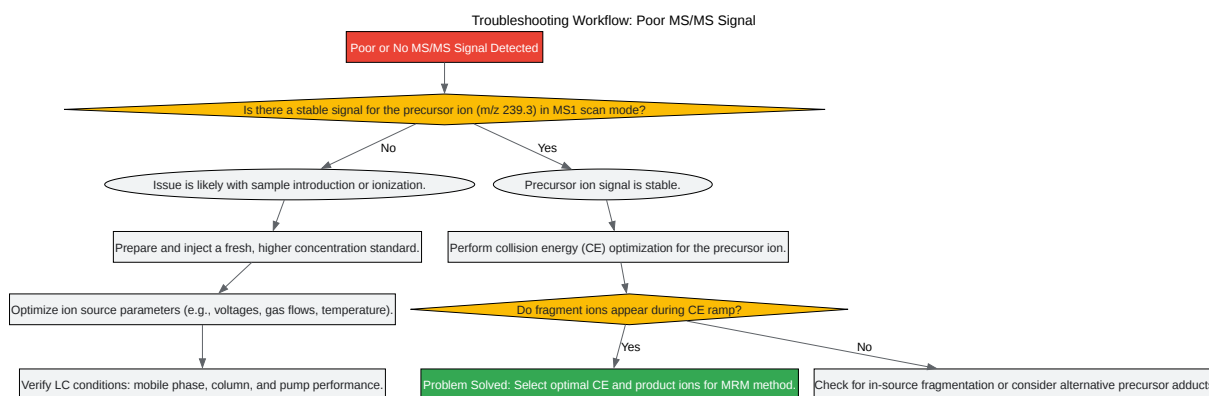 Troubleshooting Workflow: Poor MS/MS Signal
Poor or No MS/MS Signal Detected
Is there a stable signal for the precursor ion (m/z 239.3) in MS1 scan mode?
No
Yes
Issue is likely with sample introduction or ionization.
Precursor ion signal is stable.
Prepare and inject a fresh, higher concentration standard.
Perform collision energy (CE) optimization for the precursor ion.
Optimize ion source parameters (e.g., voltages, gas flows, temperature).
Do fragment ions appear during CE ramp?
Yes
No
Verify LC conditions: mobile phase, column, and pump performance.
Problem Solved: Select optimal CE and product ions for MRM method.
Check for in-source fragmentation or consider alternative precursor adducts